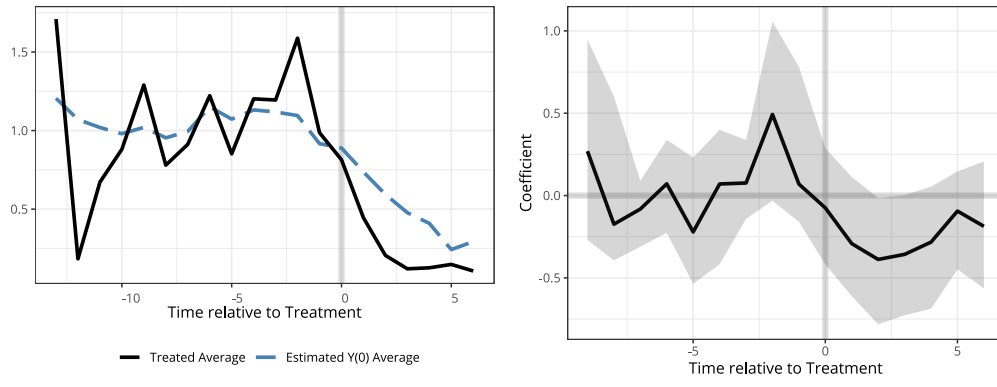 1.5
1.0
0.5
-10
-5
0
5
Time relative to Treatment
Treated Average
Estimated Y(0) Average
Coefficient
1.0
0.5
0.0
-0.5
-5
0
5
Time relative to Treatment